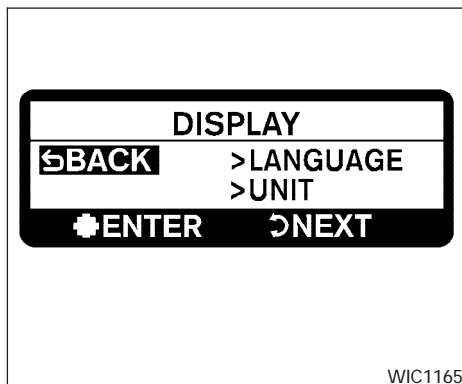 DISPLAY
BACK >LANGUAGE
>UNIT
ENTER NEXT
WIC1165